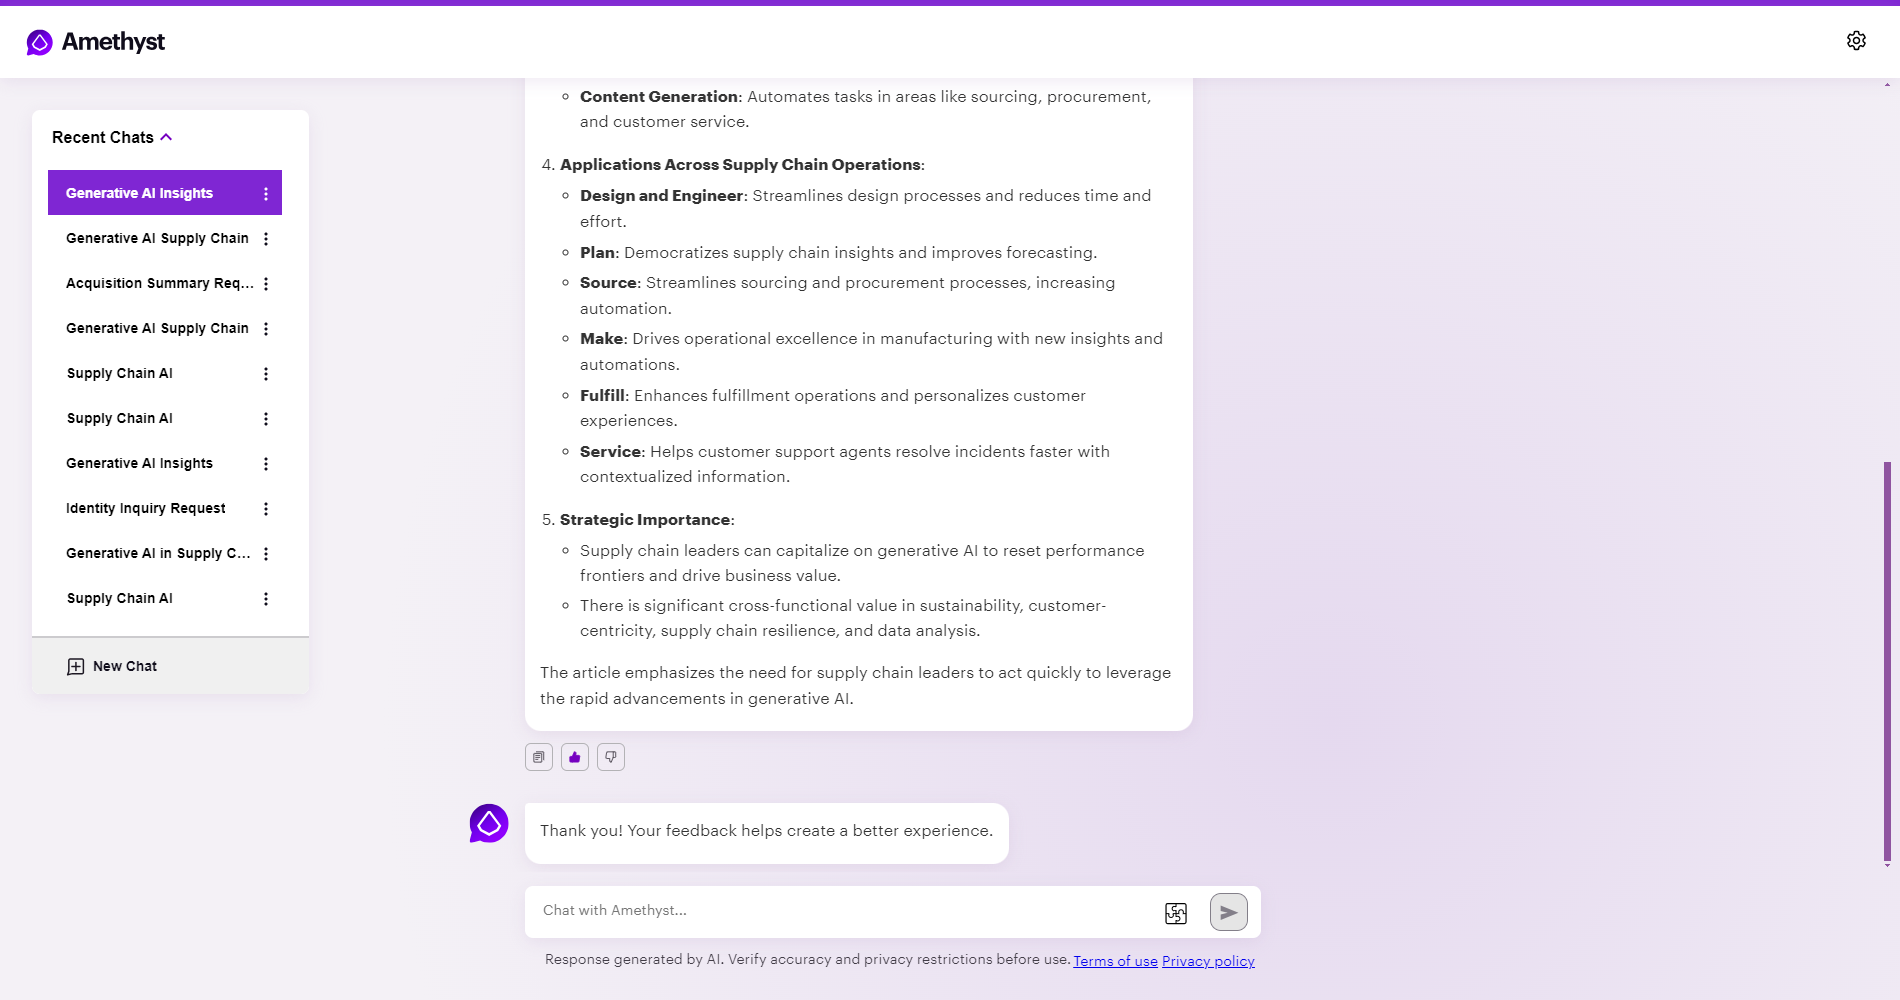 Amethyst
Recent Chats
Generative AI Insights
Generative AI Supply Chain
Acquisition Summary Req...
Generative AI Supply Chain
Supply Chain AI
Supply Chain AI
Generative AI Insights
Identity Inquiry Request
Generative AI in Supply C...
Supply Chain AI
New Chat
Content Generation: Automates tasks in areas like sourcing, procurement,
and customer service.
4. Applications Across Supply Chain Operations:
Design and Engineer: Streamlines design processes and reduces time and
effort.
Plan: Democratizes supply chain insights and improves forecasting.
Source: Streamlines sourcing and procurement processes, increasing
automation.
Make: Drives operational excellence in manufacturing with new insights and
automations.
Fulfill: Enhances fulfillment operations and personalizes customer
experiences.
Service: Helps customer support agents resolve incidents faster with
contextualized information.
5. Strategic Importance:
Supply chain leaders can capitalize on generative AI to reset performance
frontiers and drive business value.
There is significant cross-functional value in sustainability, customer-
centricity, supply chain resilience, and data analysis.
The article emphasizes the need for supply chain leaders to act quickly to leverage
the rapid advancements in generative AI.
Thank you! Your feedback helps create a better experience.
Chat with Amethyst...
Response generated by AI. Verify accuracy and privacy restrictions before use. Terms of use Privacy policy